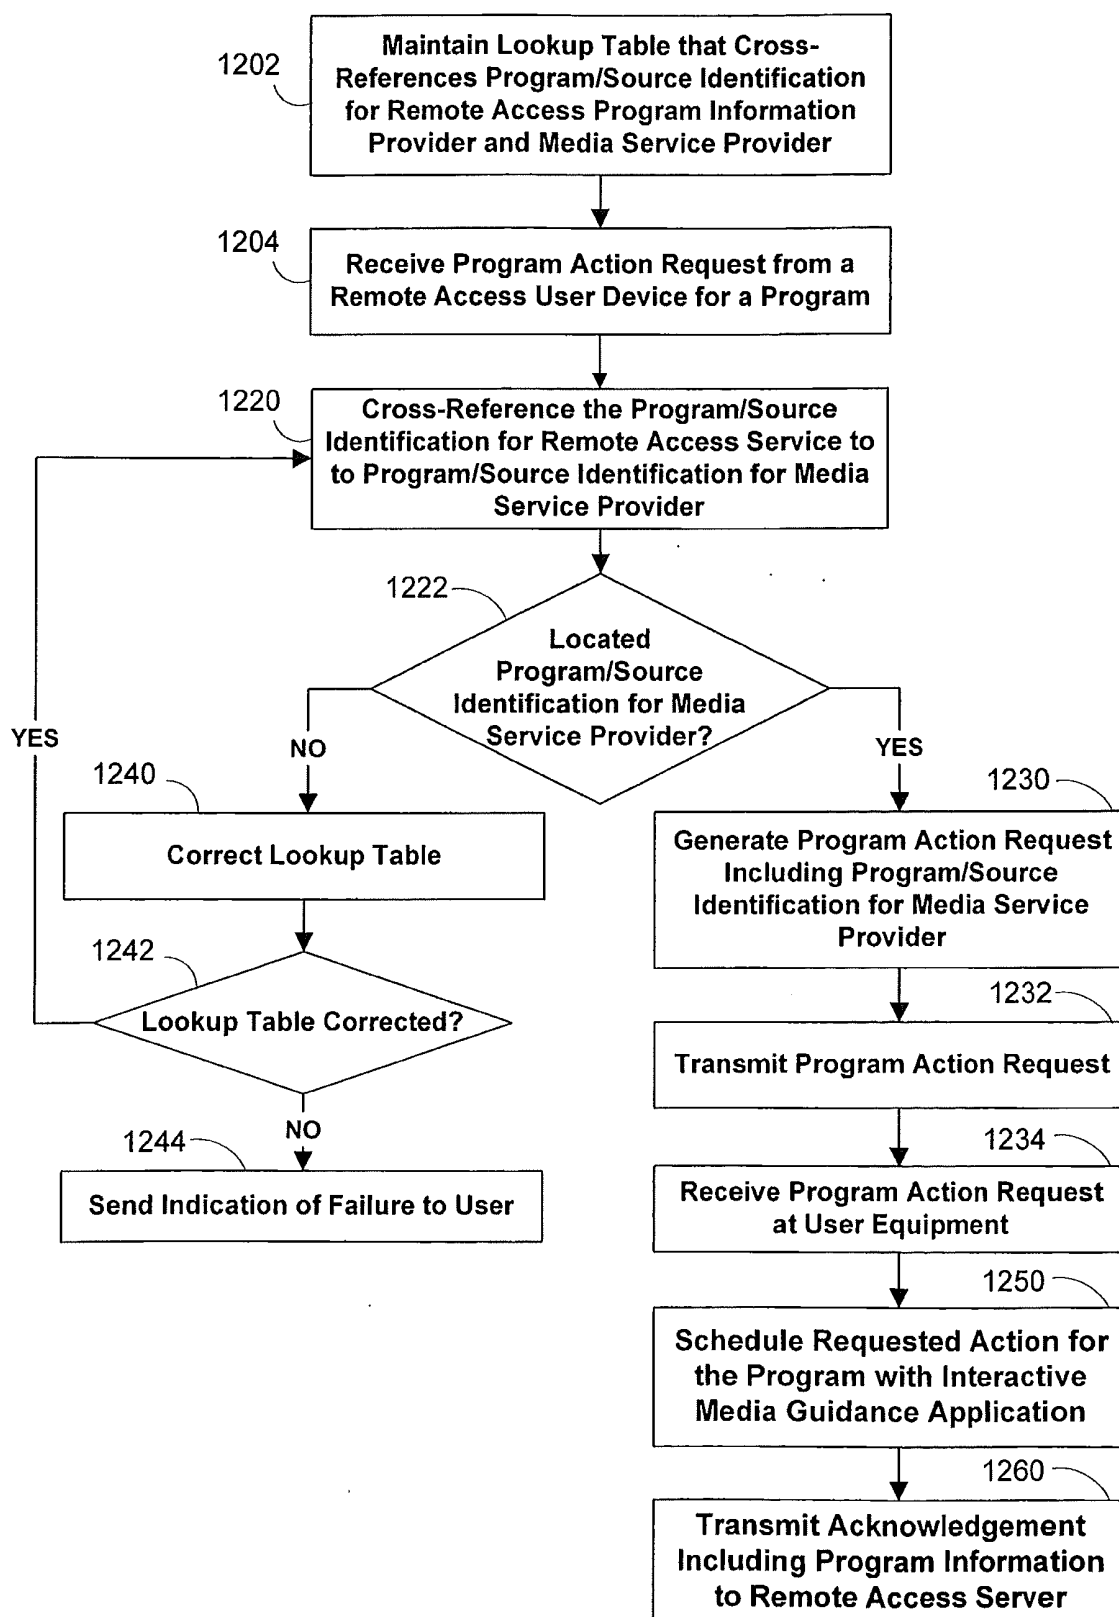 1202
Maintain Lookup Table that Cross-
References Program/Source Identification
for Remote Access Program Information
Provider and Media Service Provider
1204
Receive Program Action Request from a
Remote Access User Device for a Program
1220
Cross-Reference the Program/Source
Identification for Remote Access Service to
to Program/Source Identification for Media
Service Provider
1222
Located
Program/Source
Identification for Media
Service Provider?
YES
NO
YES
1240
Correct Lookup Table
1242
Lookup Table Corrected?
NO
1244
Send Indication of Failure to User
1230
Generate Program Action Request
Including Program/Source
Identification for Media Service
Provider
1232
Transmit Program Action Request
1234
Receive Program Action Request
at User Equipment
1250
Schedule Requested Action for
the Program with Interactive
Media Guidance Application
1260
Transmit Acknowledgement
Including Program Information
to Remote Access Server